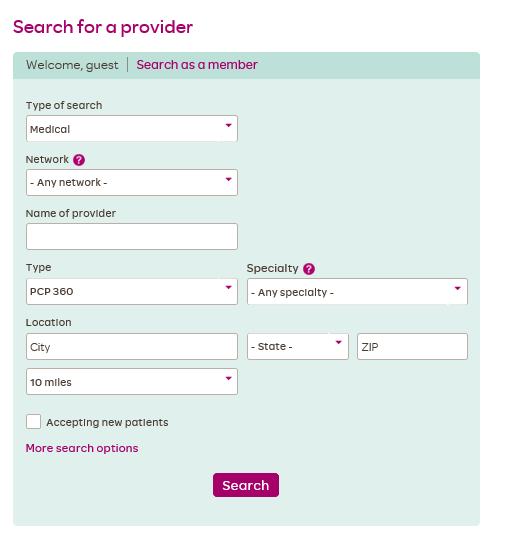 Search for a provider
Welcome, guest | Search as a member
Type of search
Medical
Network ?
- Any network -
Name of provider
Type
Specialty ?
PCP 360
- Any specialty -
Location
City
- State -
ZIP
10 miles
Accepting new patients
More search options
Search